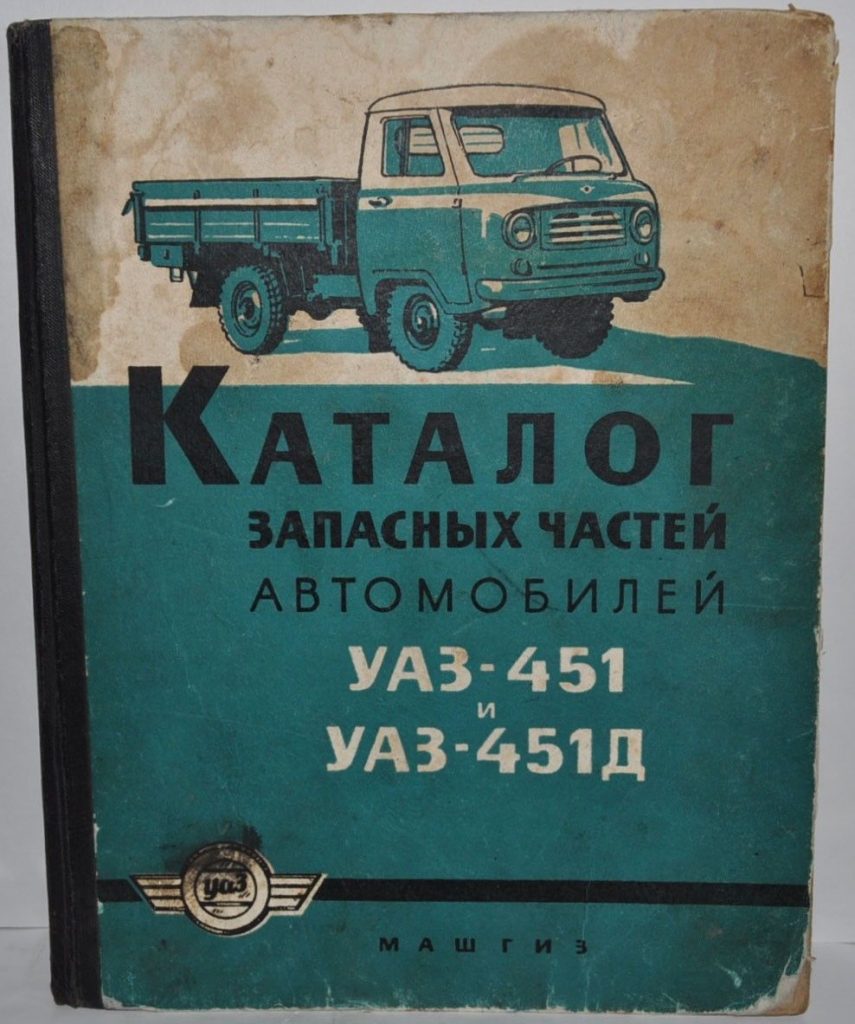 КАТАЛОГ
ЗАПАСНЫХ ЧАСТЕЙ
АВТОМОБИЛЕЙ
УАЗ-451
и
УАЗ-451Д
УАЗ
МАШГИЗ